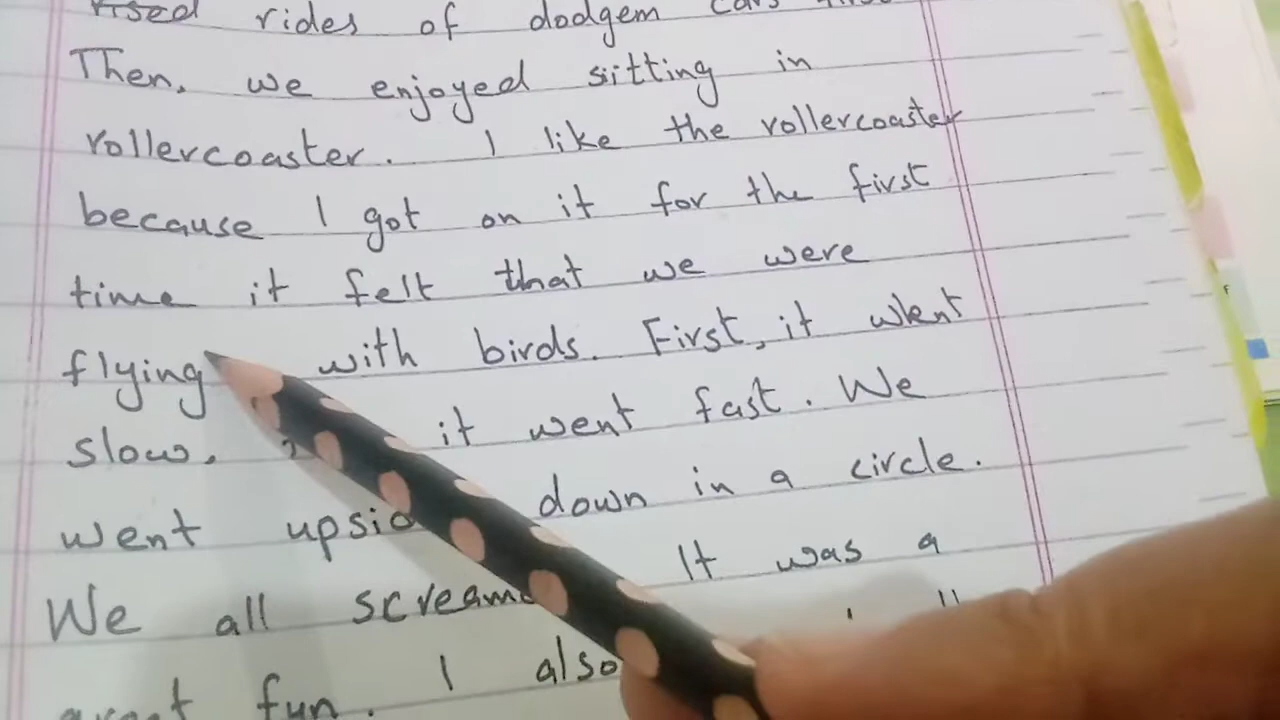 rides of dodgem cars
Then, we enjoyed sitting in
rollercoaster. I like the rollercoaster
because I got on it for the first
time it felt that we were
flying with birds. First, it went
slow. it went fast. We
went down in a circle.
We all It was a
fun. I also